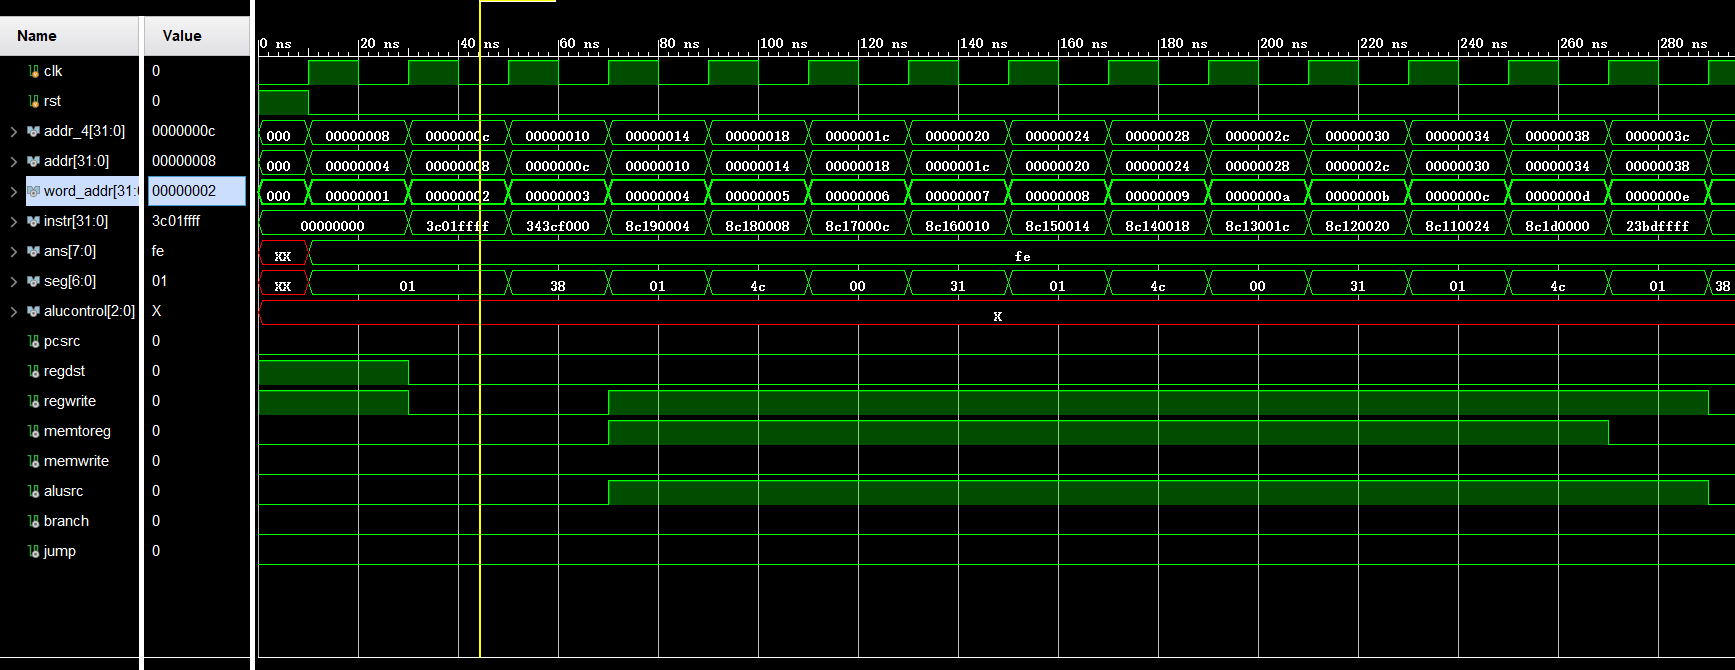 Name Value
0 ns 20 ns 40 ns 60 ns 80 ns 100 ns 120 ns 140 ns 160 ns 180 ns 200 ns 220 ns 240 ns 260 ns 280 ns
clk 0
rst 0
addr_4[31:0] 0000000c 000 00000008 0000000c 00000010 00000014 00000018 0000001c 00000020 00000024 00000028 0000002c 00000030 00000034 00000038 0000003c
addr[31:0] 00000008 000 00000004 00000008 0000000c 00000010 00000014 00000018 0000001c 00000020 00000024 00000028 0000002c 00000030 00000034 00000038
word_addr[31:0 00000002 000 00000001 00000002 00000003 00000004 00000005 00000006 00000007 00000008 00000009 0000000a 0000000b 0000000c 0000000d 0000000e
instr[31:0] 3c01ffff 00000000 3c01ffff 343cf000 8c190004 8c180008 8c17000c 8c160010 8c150014 8c140018 8c13001c 8c120020 8c110024 8c1d0000 23bdffff
ans[7:0] fe XX fe
seg[6:0] 01 XX 01 38 01 4c 00 31 01 4c 00 31 01 4c 01 38
alucontrol[2:0] X X
pcsrc 0
regdst 0
regwrite 0
memtoreg 0
memwrite 0
alusrc 0
branch 0
jump 0